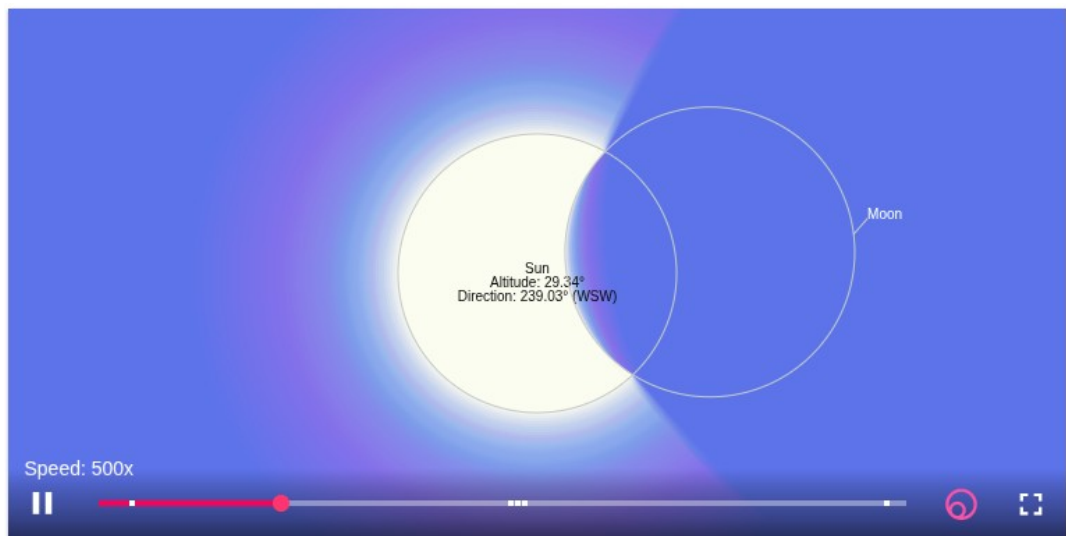 Moon
Sun
Altitude: 29.34°
Direction: 239.03° (WSW)
Speed: 500x